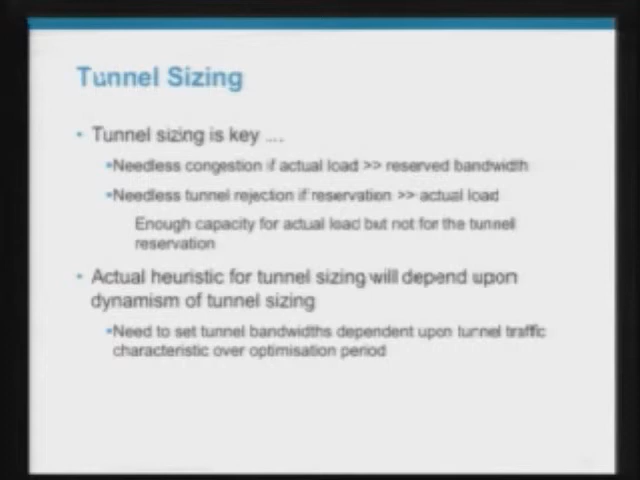 Tunnel Sizing
• Tunnel sizing is key ....
▪Needless congestion if actual load >> reserved bandwidth
▪Needless tunnel rejection if reservation >> actual load
Enough capacity for actual load but not for the tunnel
reservation
• Actual heuristic for tunnel sizing will depend upon
dynamism of tunnel sizing
▪Need to set tunnel bandwidths dependent upon tunnel traffic
characteristic over optimisation period